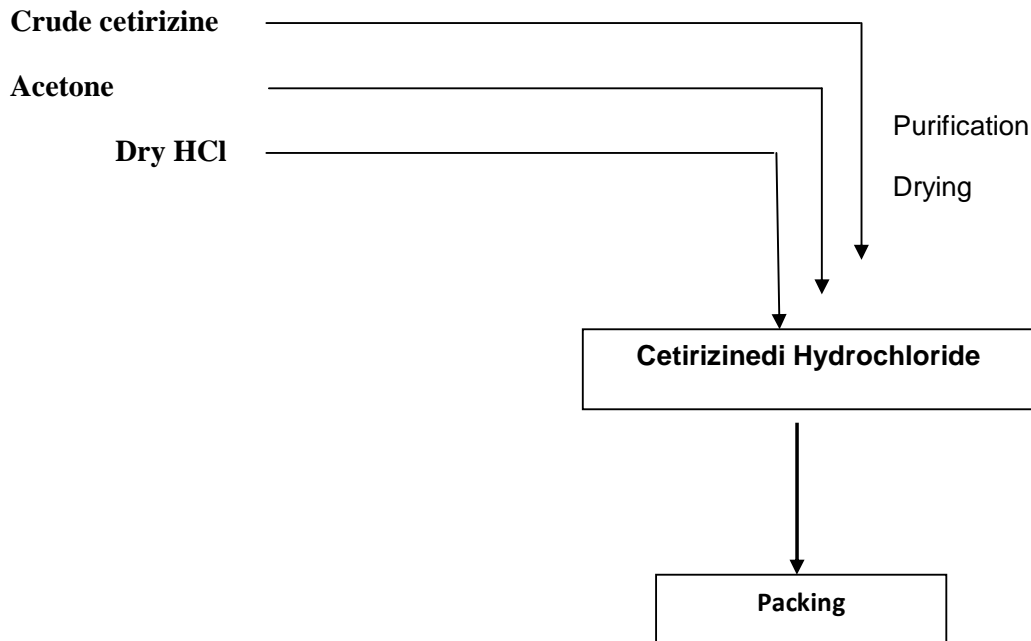 Crude cetirizine
Acetone
Purification
Dry HCl
Drying
Cetirizinedi Hydrochloride
Packing